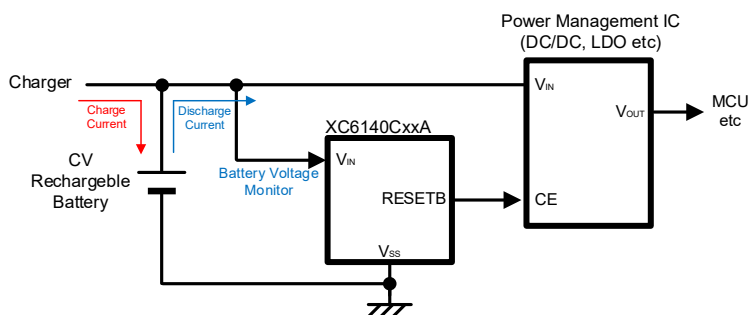 Power Management IC
(DC/DC, LDO etc)
Charger
Charge
Current
Discharge
Current
VIN
VOUT
MCU
etc
XC6140CxxA
CV
Rechargeble
Battery
Battery Voltage
Monitor
VIN
RESETB
CE
VSS